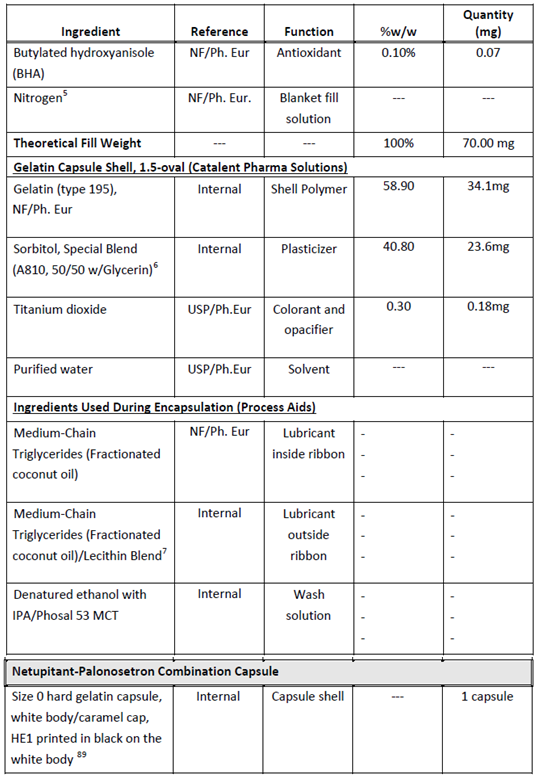 Ingredient Reference Function %w/w Quantity (mg)
Butylated hydroxyanisole NF/Ph. Eur Antioxidant 0.10% 0.07
(BHA)
Nitrogen5 NF/Ph. Eur. Blanket fill --- ---
solution
Theoretical Fill Weight --- --- 100% 70.00 mg
Gelatin Capsule Shell, 1.5-oval (Catalent Pharma Solutions)
Gelatin (type 195), Internal Shell Polymer 58.90 34.1mg
NF/Ph. Eur
Sorbitol, Special Blend Internal Plasticizer 40.80 23.6mg
(A810, 50/50 w/Glycerin)6
Titanium dioxide USP/Ph.Eur Colorant and 0.30 0.18mg
opacifier
Purified water USP/Ph.Eur Solvent --- ---
Ingredients Used During Encapsulation (Process Aids)
Medium-Chain NF/Ph. Eur Lubricant - -
Triglycerides (Fractionated inside ribbon - -
coconut oil) - -
Medium-Chain Internal Lubricant - -
Triglycerides (Fractionated outside - -
coconut oil)/Lecithin Blend7 ribbon - -
Denatured ethanol with Internal Wash - -
IPA/Phosal 53 MCT solution - -
- -
Netupitant-Palonosetron Combination Capsule
Size 0 hard gelatin capsule, Internal Capsule shell --- 1 capsule
white body/caramel cap,
HE1 printed in black on the
white body 89